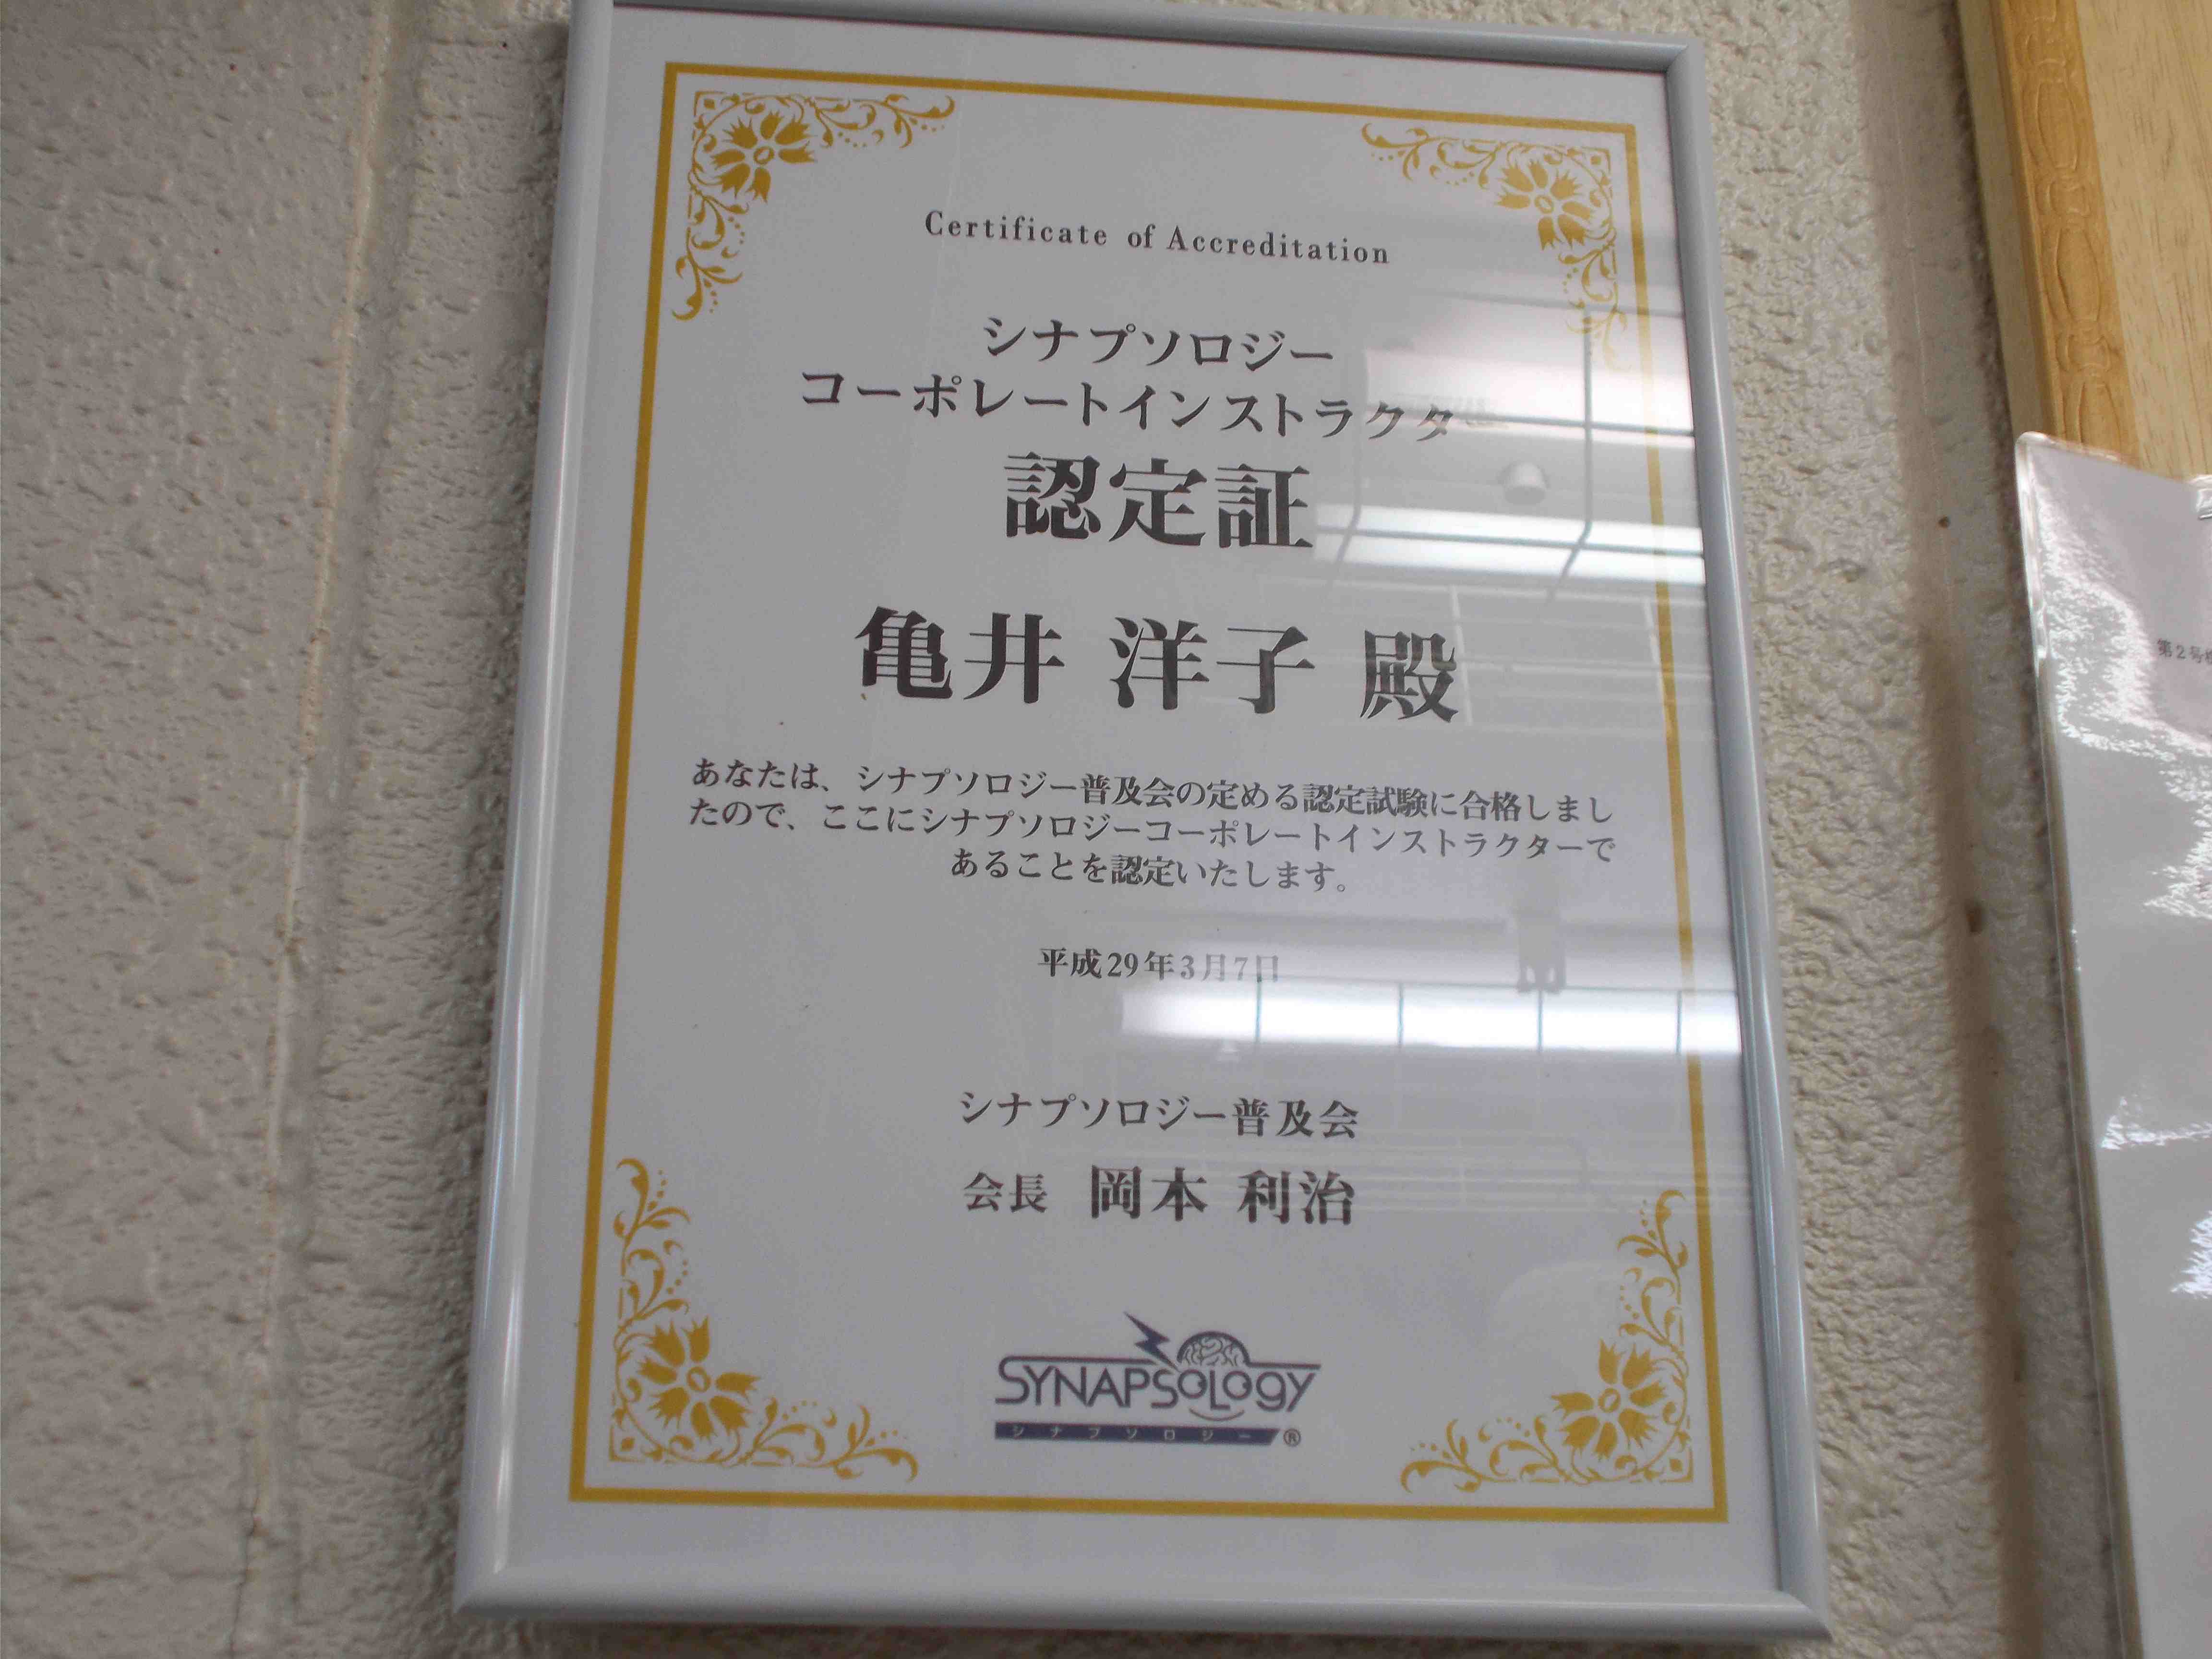 Certificate of Accreditation
シナプソロジー
コーポレートインストラクター
認定証
亀井 洋子 殿
あなたは、シナプソロジー普及会の定める認定試験に合格しまし
たので、ここにシナプソロジーコーポレートインストラクターで
あることを認定いたします。
平成29年3月7日
シナプソロジー普及会
会長 岡本 利治
SYNAPSOLOGY
シナプソロジー ®
第2号